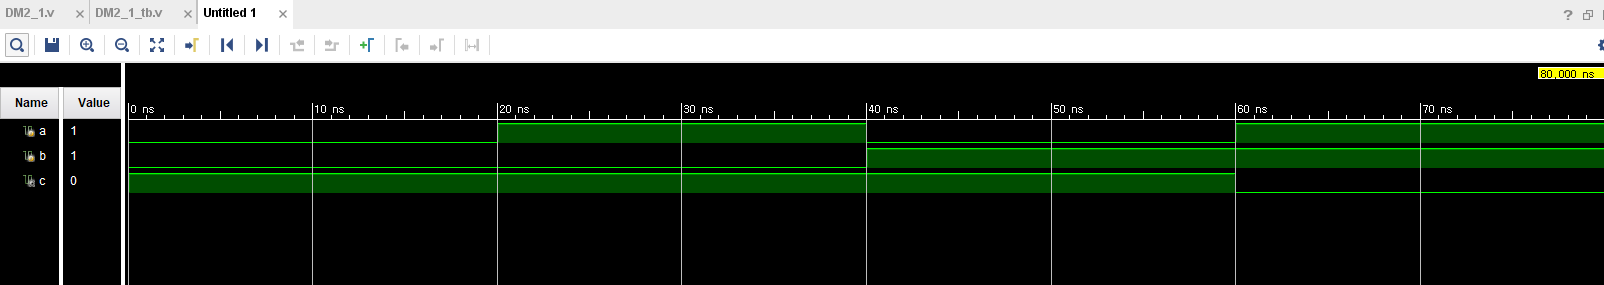 DM2_1.v × DM2_1_tb.v × Untitled 1 ×
?
80,000 ns
Name Value
0 ns 10 ns 20 ns 30 ns 40 ns 50 ns 60 ns 70 ns
a 1
b 1
c 0